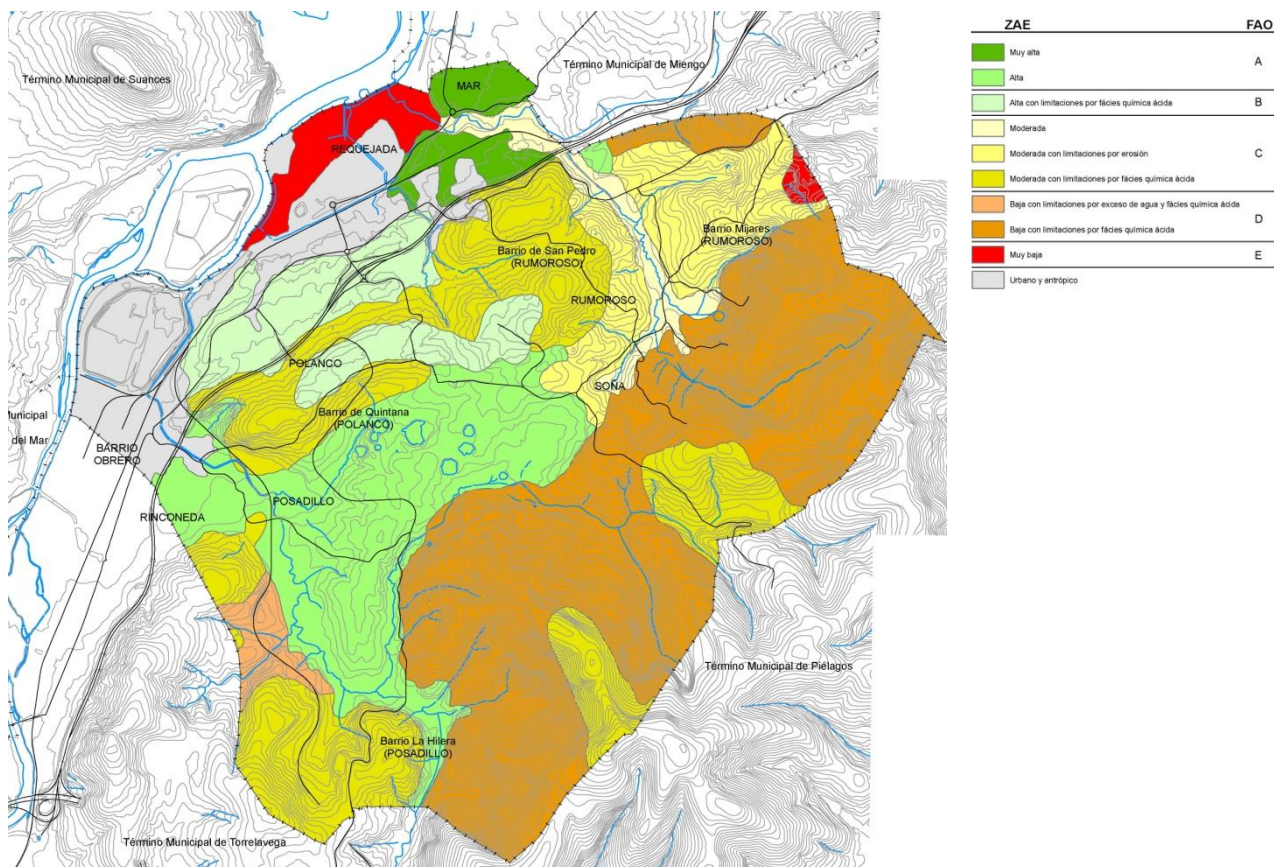 Término Municipal de Suances
Término Municipal de Miengo
MAR
REQUEJADA
Barrio Mijares
(RUMOROSO)
Barrio de San Pedro
(RUMOROSO)
RUMOROSO
POLANCO
SOÑA
Barrio de Quintana
(POLANCO)
unicipal
del Mar
BARRIO
OBRERO
POSADILLO
RINCONEDA
Término Municipal de Piélagos
Barrio La Hilera
(POSADILLO)
Término Municipal de Torrelavega
ZAE FAO
Muy alta
A
Alta
Alta con limitaciones por fácies química ácida B
Moderada
Moderada con limitaciones por erosión C
Moderada con limitaciones por fácies química ácida
Baja con limitaciones por exceso de agua y fácies química ácida
D
Baja con limitaciones por fácies química ácida
Muy baja E
Urbano y antrópico